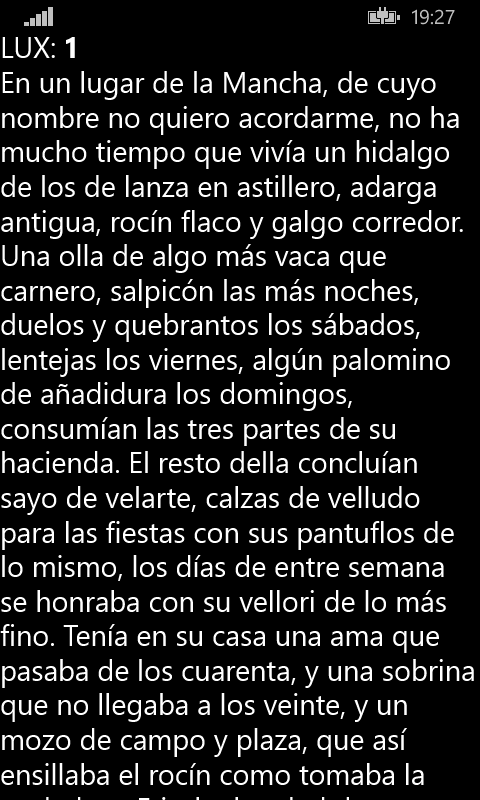 19:27
LUX: 1
En un lugar de la Mancha, de cuyo
nombre no quiero acordarme, no ha
mucho tiempo que vivía un hidalgo
de los de lanza en astillero, adarga
antigua, rocín flaco y galgo corredor.
Una olla de algo más vaca que
carnero, salpicón las más noches,
duelos y quebrantos los sábados,
lentejas los viernes, algún palomino
de añadidura los domingos,
consumían las tres partes de su
hacienda. El resto della concluían
sayo de velarte, calzas de velludo
para las fiestas con sus pantuflos de
lo mismo, los días de entre semana
se honraba con su vellori de lo más
fino. Tenía en su casa una ama que
pasaba de los cuarenta, y una sobrina
que no llegaba a los veinte, y un
mozo de campo y plaza, que así
ensillaba el rocín como tomaba la